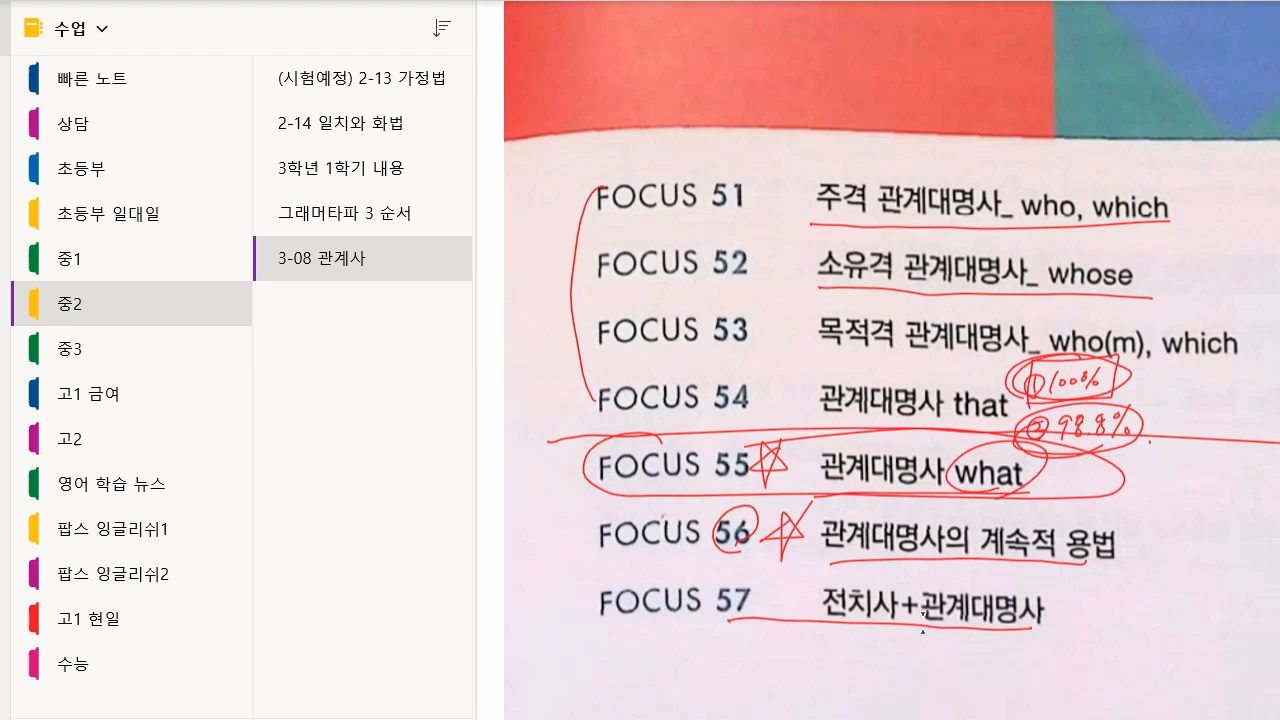 수업
빠른 노트
상담
초등부
초등부 일대일
중1
중2
중3
고1 금여
고2
영어 학습 뉴스
팝스 잉글리쉬1
팝스 잉글리쉬2
고1 현일
수능
(시험예정) 2-13 가정법
2-14 일치와 화법
3학년 1학기 내용
그래머타파 3 순서
3-08 관계사
FOCUS 51 주격 관계대명사_ who, which
FOCUS 52 소유격 관계대명사_ whose
FOCUS 53 목적격 관계대명사_ who(m), which
① 100%
FOCUS 54 관계대명사 that
② 98.8%
FOCUS 55 관계대명사 what
FOCUS 56 관계대명사의 계속적 용법
FOCUS 57 전치사+관계대명사